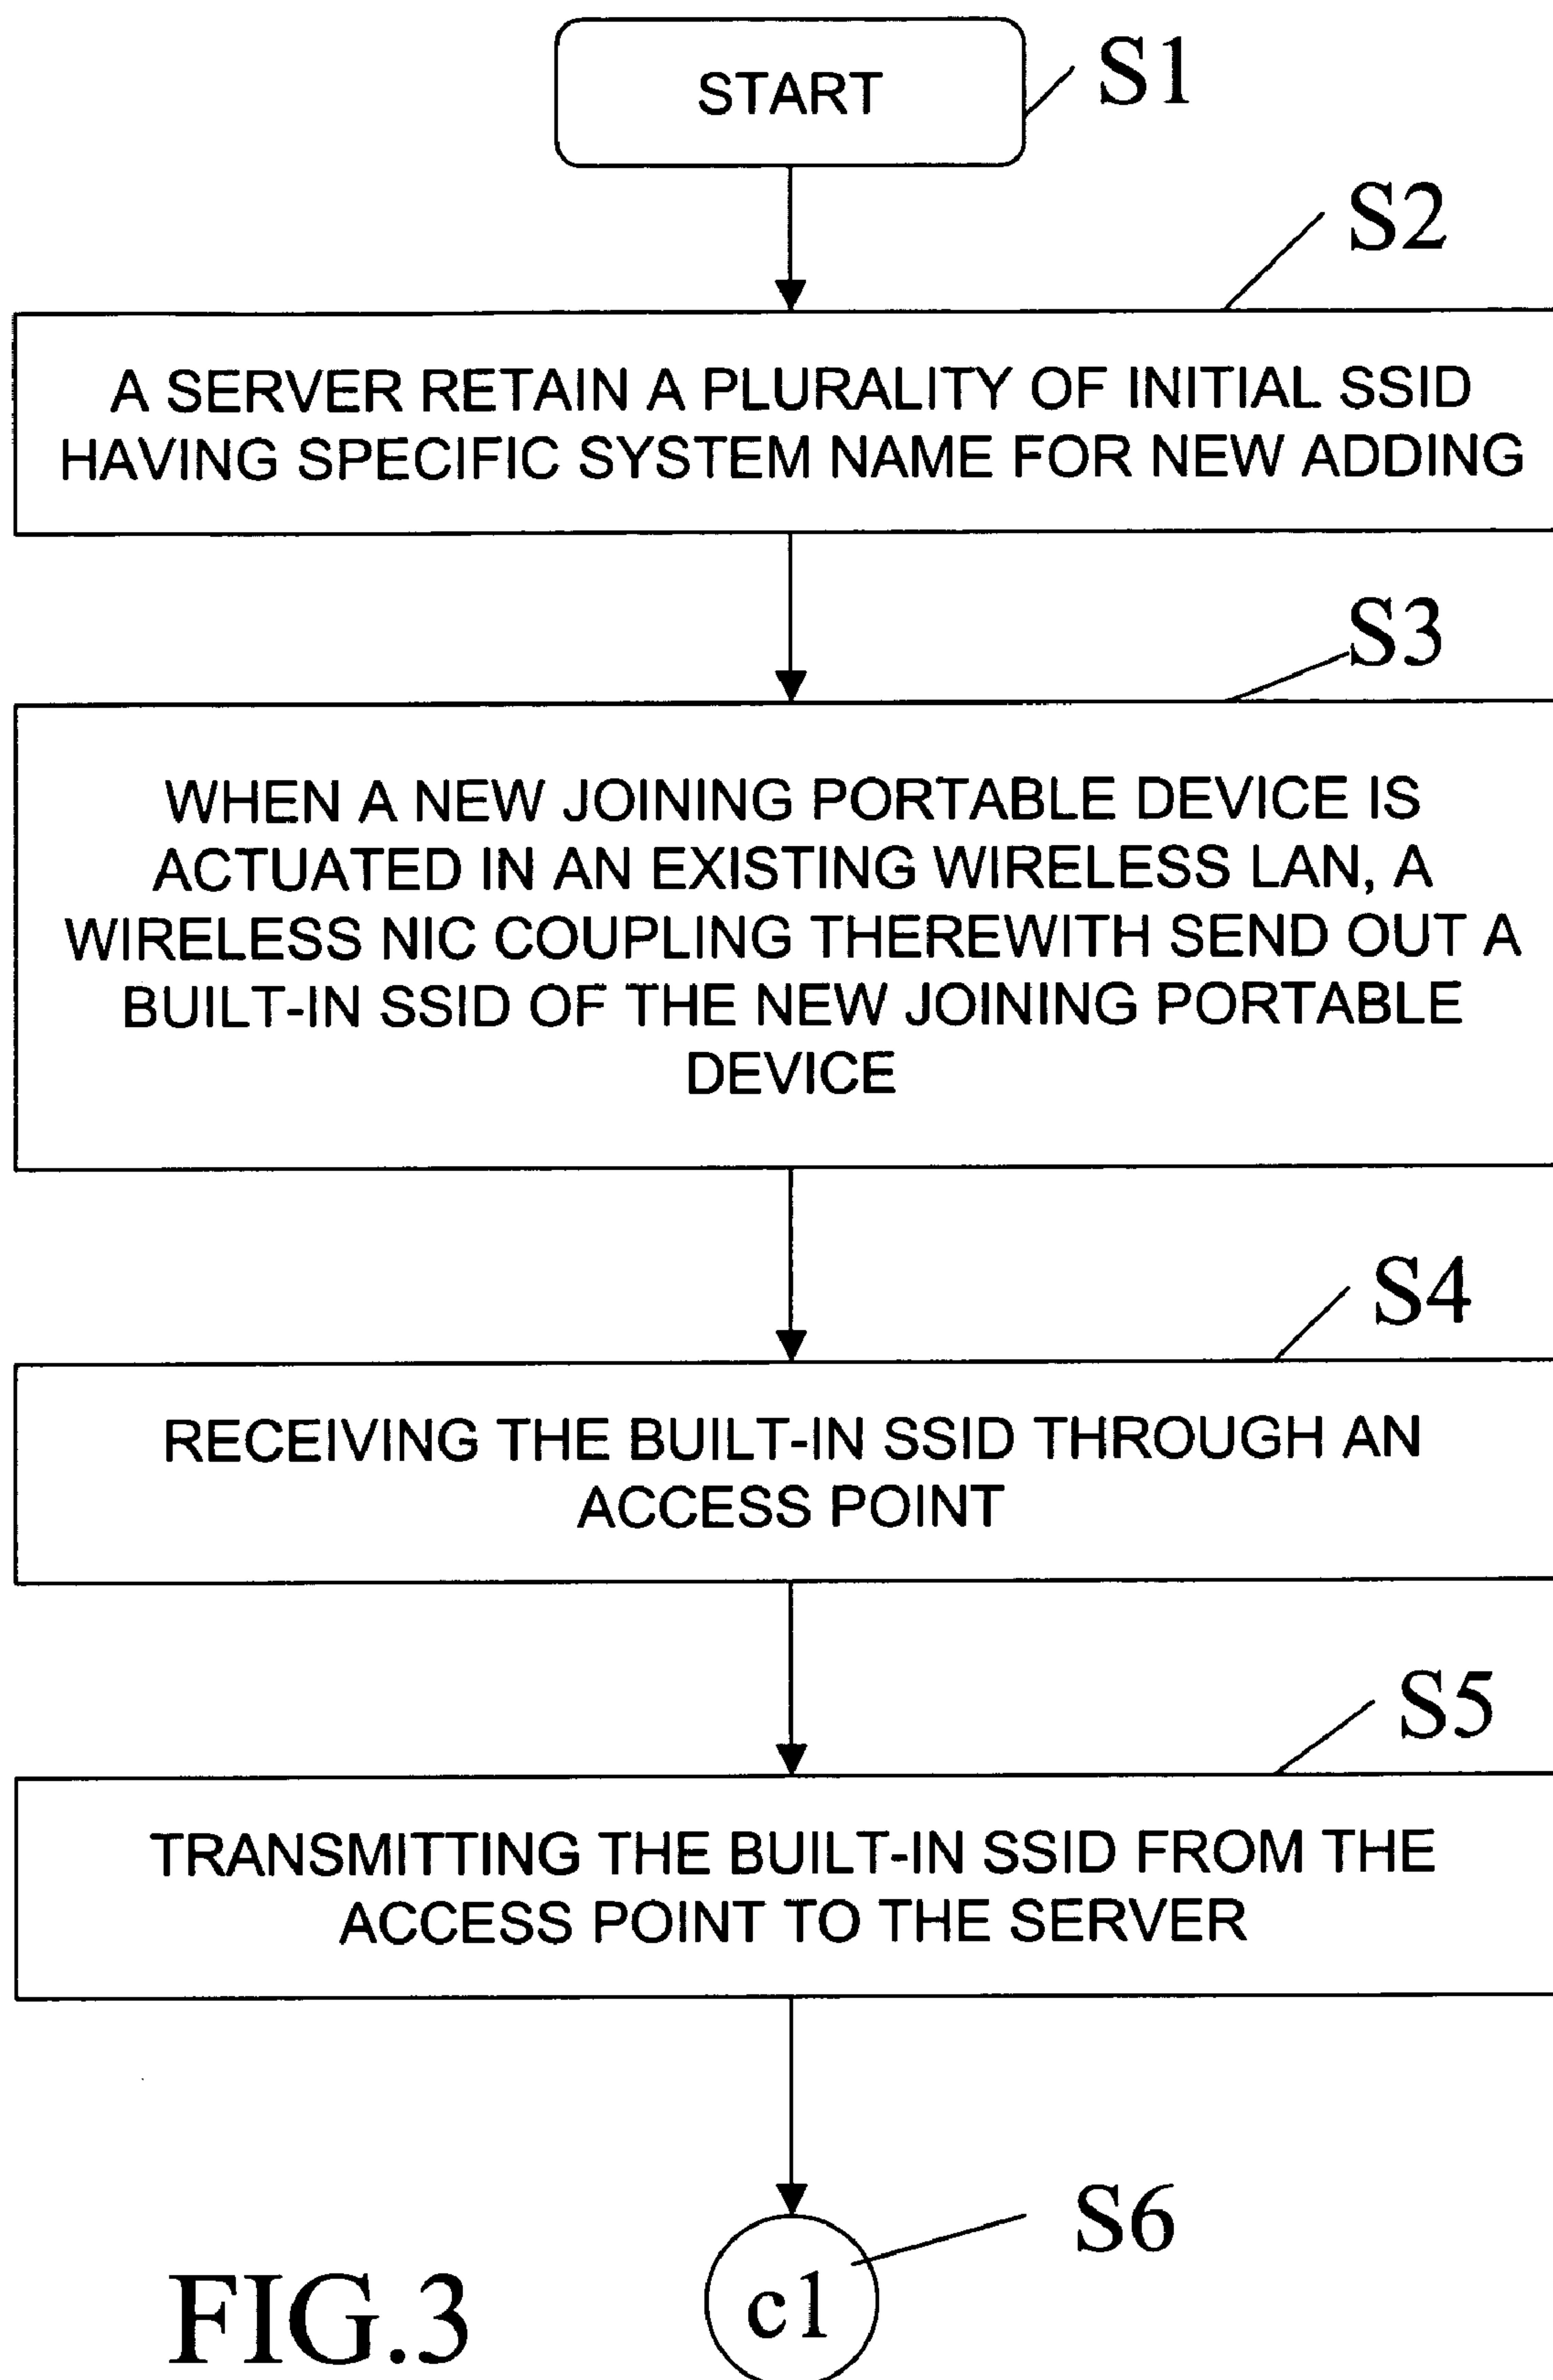 START
S1
S2
A SERVER RETAIN A PLURALITY OF INITIAL SSID
HAVING SPECIFIC SYSTEM NAME FOR NEW ADDING
S3
WHEN A NEW JOINING PORTABLE DEVICE IS
ACTUATED IN AN EXISTING WIRELESS LAN, A
WIRELESS NIC COUPLING THEREWITH SEND OUT A
BUILT-IN SSID OF THE NEW JOINING PORTABLE
DEVICE
S4
RECEIVING THE BUILT-IN SSID THROUGH AN
ACCESS POINT
S5
TRANSMITTING THE BUILT-IN SSID FROM THE
ACCESS POINT TO THE SERVER
S6
c1
FIG.3